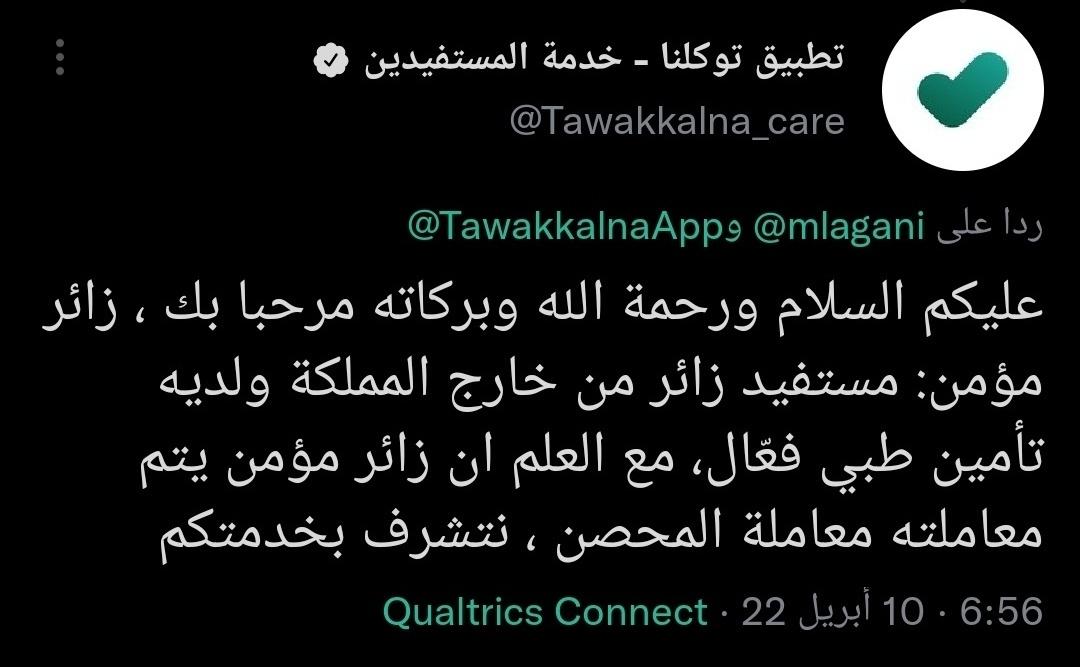 تطبيق توكلنا - خدمة المستفيدين
@Tawakkalna_care
ردا على @mlagani و@TawakkalnaApp
عليكم السلام ورحمة الله وبركاته مرحبا بك ، زائر
مؤمن: مستفيد زائر من خارج المملكة ولديه
تأمين طبي فعّال، مع العلم ان زائر مؤمن يتم
معاملته معاملة المحصن ، نتشرف بخدمتكم
6:56 · 10 أبريل 22 · Qualtrics Connect